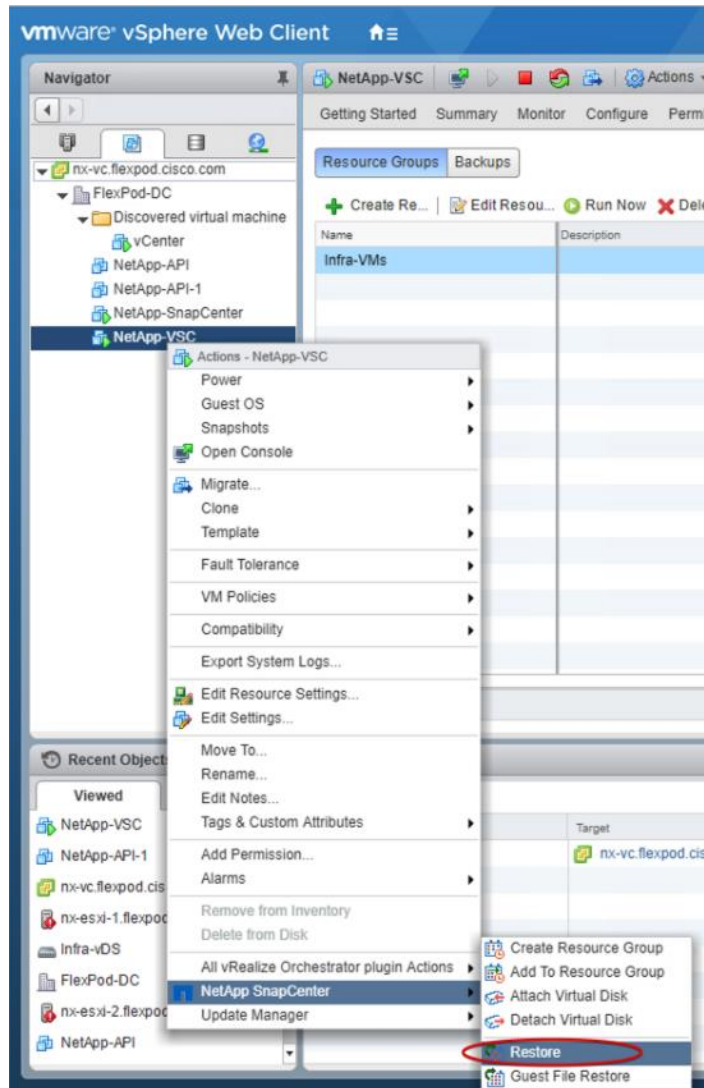 vmware® vSphere Web Client
Navigator
nx-vc.flexpod.cisco.com
FlexPod-DC
Discovered virtual machine
vCenter
NetApp-API
NetApp-API-1
NetApp-SnapCenter
NetApp-VSC
NetApp-VSC Actions
Getting Started Summary Monitor Configure Permi
Resource Groups Backups
Create Re... Edit Resou... Run Now Dele
Name Description
Infra-VMs
Actions - NetApp-VSC
Power
Guest OS
Snapshots
Open Console
Migrate...
Clone
Template
Fault Tolerance
VM Policies
Compatibility
Export System Logs...
Edit Resource Settings...
Edit Settings...
Move To...
Rename...
Edit Notes...
Tags & Custom Attributes
Add Permission...
Alarms
Remove from Inventory
Delete from Disk
All vRealize Orchestrator plugin Actions
NetApp SnapCenter
Update Manager
Create Resource Group
Add To Resource Group
Attach Virtual Disk
Detach Virtual Disk
Restore
Guest File Restore
Recent Object
Viewed
NetApp-VSC
NetApp-API-1
nx-vc.flexpod.cis
nx-esxi-1.flexpod
Infra-vDS
FlexPod-DC
nx-esxi-2.flexpod
NetApp-API
Target
nx-vc.flexpod.cis